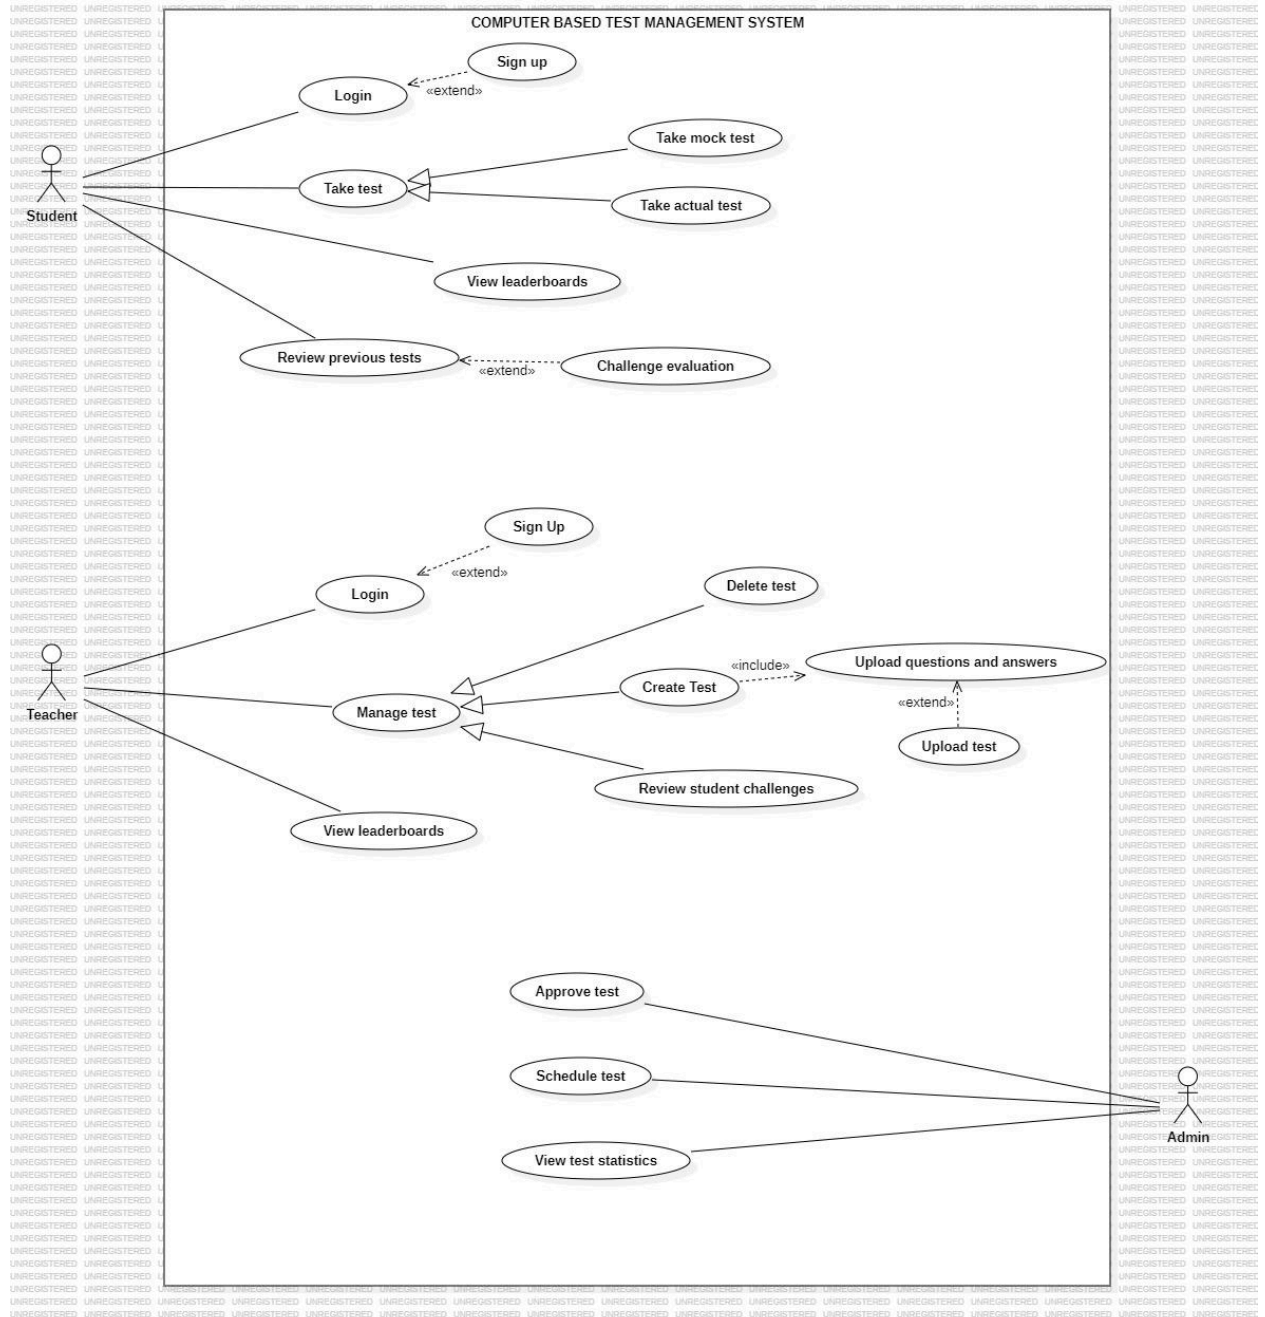 COMPUTER BASED TEST MANAGEMENT SYSTEM
Sign up
Login
«extend»
Take mock test
Take test
Take actual test
Student
View leaderboards
Review previous tests
«extend»
Challenge evaluation
Sign Up
«extend»
Login
Delete test
Upload questions and answers
«include»
Create Test
«extend»
Manage test
Teacher
Upload test
Review student challenges
View leaderboards
Approve test
Schedule test
Admin
View test statistics
UNREGISTERED